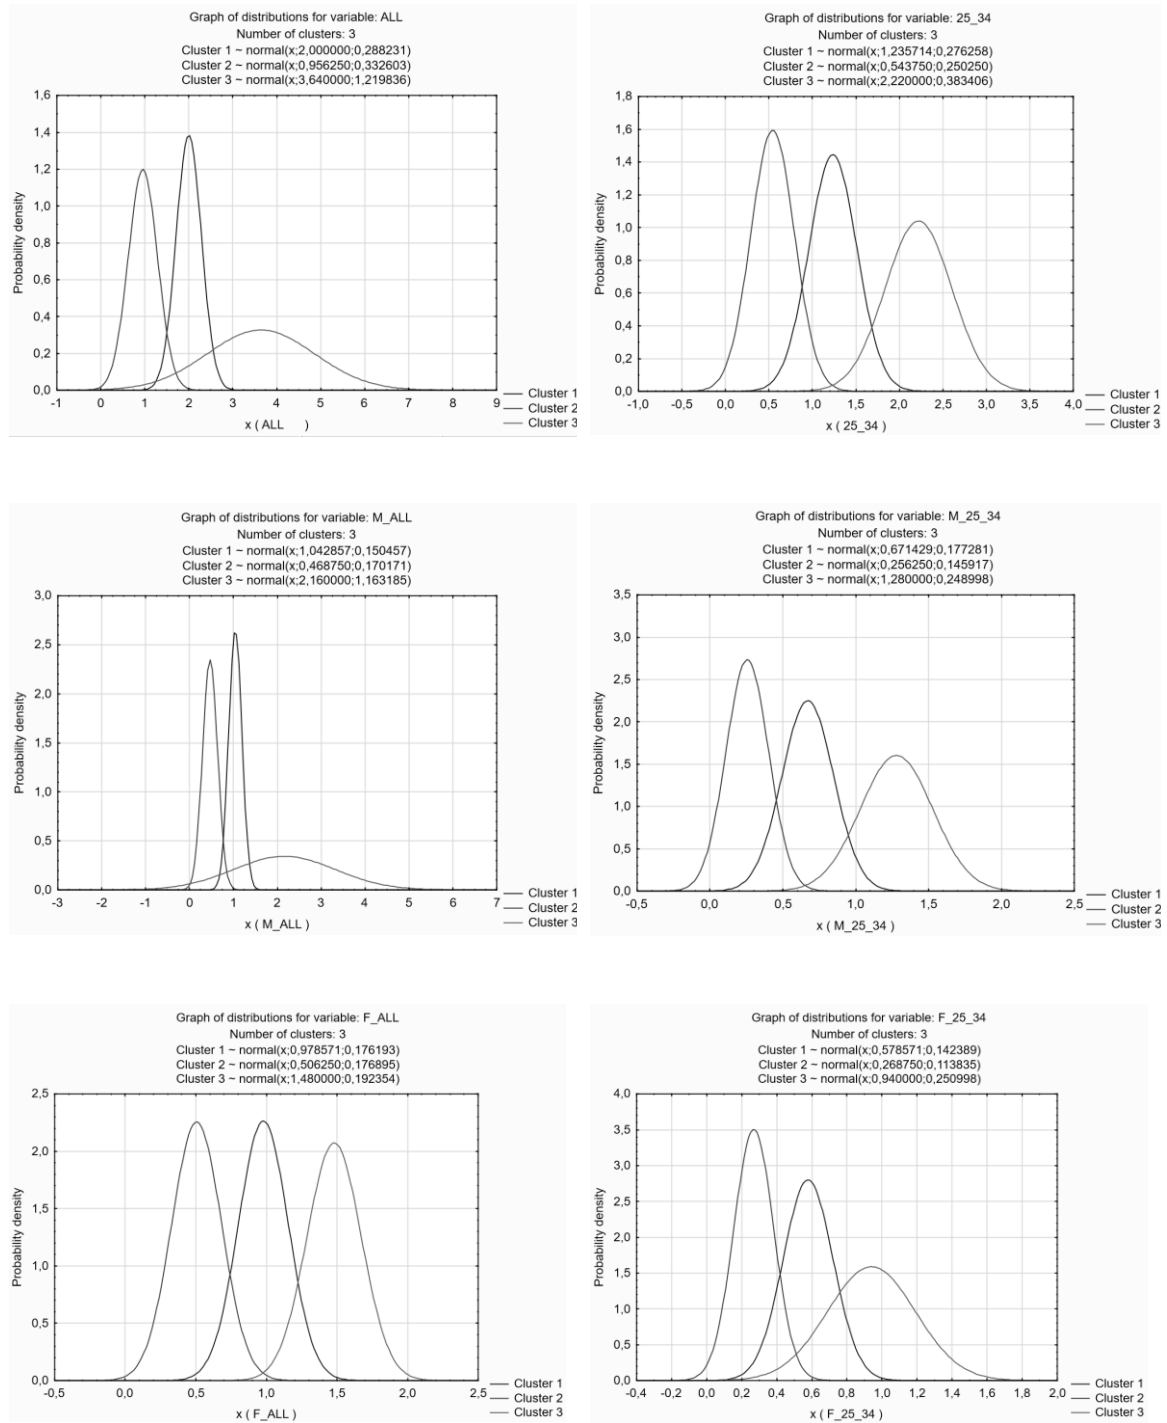 Graph of distributions for variable: ALL
Number of clusters: 3
Cluster 1 ~ normal(x;2,000000;0,288231)
Cluster 2 ~ normal(x;0,956250;0,332603)
Cluster 3 ~ normal(x;3,640000;1,219836)
1,6
1,4
1,2
1,0
0,8
0,6
0,4
0,2
0,0
Probability density
-1 0 1 2 3 4 5 6 7 8 9
x ( ALL )
Cluster 1
Cluster 2
Cluster 3
Graph of distributions for variable: 25_34
Number of clusters: 3
Cluster 1 ~ normal(x;1,235714;0,276258)
Cluster 2 ~ normal(x;0,543750;0,250250)
Cluster 3 ~ normal(x;2,220000;0,383406)
1,8
1,6
1,4
1,2
1,0
0,8
0,6
0,4
0,2
0,0
Probability density
-1,0 -0,5 0,0 0,5 1,0 1,5 2,0 2,5 3,0 3,5 4,0
x ( 25_34 )
Cluster 1
Cluster 2
Cluster 3
Graph of distributions for variable: M_ALL
Number of clusters: 3
Cluster 1 ~ normal(x;1,042857;0,150457)
Cluster 2 ~ normal(x;0,468750;0,170171)
Cluster 3 ~ normal(x;2,160000;1,163185)
3,0
2,5
2,0
1,5
1,0
0,5
0,0
Probability density
-3 -2 -1 0 1 2 3 4 5 6 7
x ( M_ALL )
Cluster 1
Cluster 2
Cluster 3
Graph of distributions for variable: M_25_34
Number of clusters: 3
Cluster 1 ~ normal(x;0,671429;0,177281)
Cluster 2 ~ normal(x;0,256250;0,145917)
Cluster 3 ~ normal(x;1,280000;0,248998)
3,5
3,0
2,5
2,0
1,5
1,0
0,5
0,0
Probability density
-0,5 0,0 0,5 1,0 1,5 2,0 2,5
x ( M_25_34 )
Cluster 1
Cluster 2
Cluster 3
Graph of distributions for variable: F_ALL
Number of clusters: 3
Cluster 1 ~ normal(x;0,978571;0,176193)
Cluster 2 ~ normal(x;0,506250;0,176895)
Cluster 3 ~ normal(x;1,480000;0,192354)
2,5
2,0
1,5
1,0
0,5
0,0
Probability density
-0,5 0,0 0,5 1,0 1,5 2,0 2,5
x ( F_ALL )
Cluster 1
Cluster 2
Cluster 3
Graph of distributions for variable: F_25_34
Number of clusters: 3
Cluster 1 ~ normal(x;0,578571;0,142389)
Cluster 2 ~ normal(x;0,268750;0,113835)
Cluster 3 ~ normal(x;0,940000;0,250998)
4,0
3,5
3,0
2,5
2,0
1,5
1,0
0,5
0,0
Probability density
-0,4 -0,2 0,0 0,2 0,4 0,6 0,8 1,0 1,2 1,4 1,6 1,8 2,0
x ( F_25_34 )
Cluster 1
Cluster 2
Cluster 3